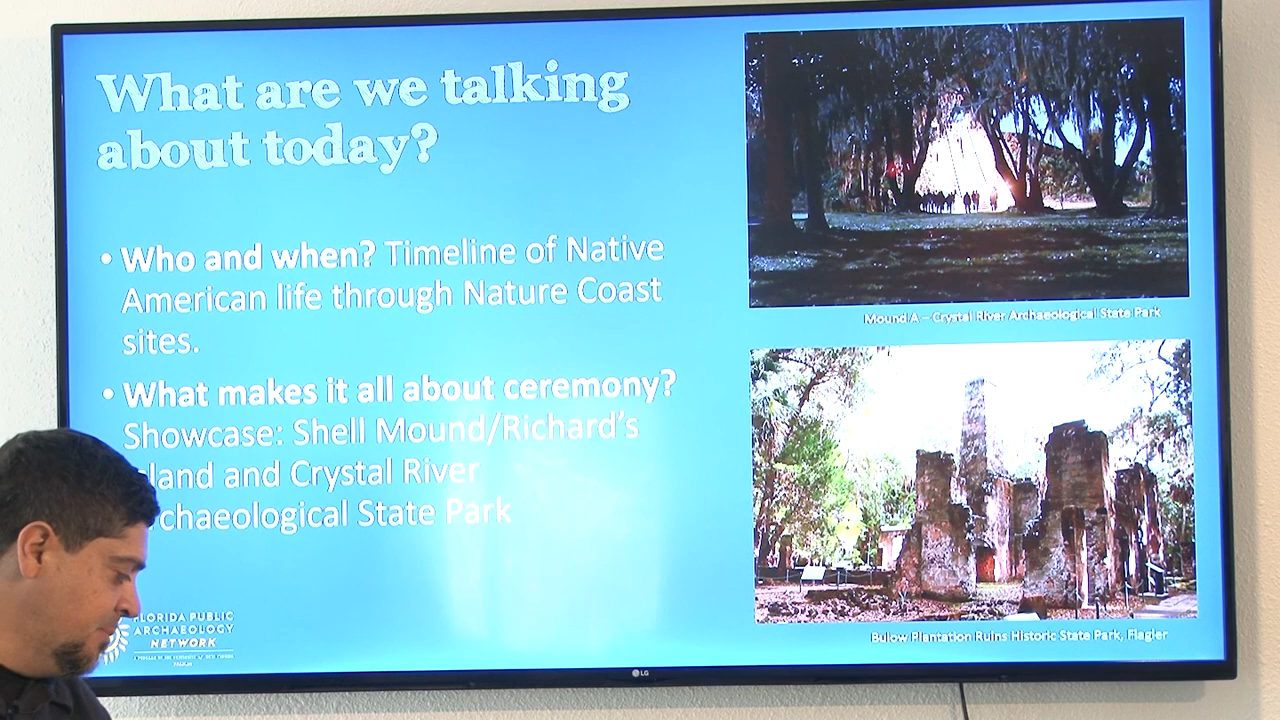 What are we talking
about today?
• Who and when? Timeline of Native
American life through Nature Coast
sites.
• What makes it all about ceremony?
Showcase: Shell Mound/Richard's
land and Crystal River
chaeological State Park
Mound A – Crystal River Archaeological State Park
Bulow Plantation Ruins Historic State Park, Flagler
FLORIDA PUBLIC
ARCHAEOLOGY
NETWORK
LG